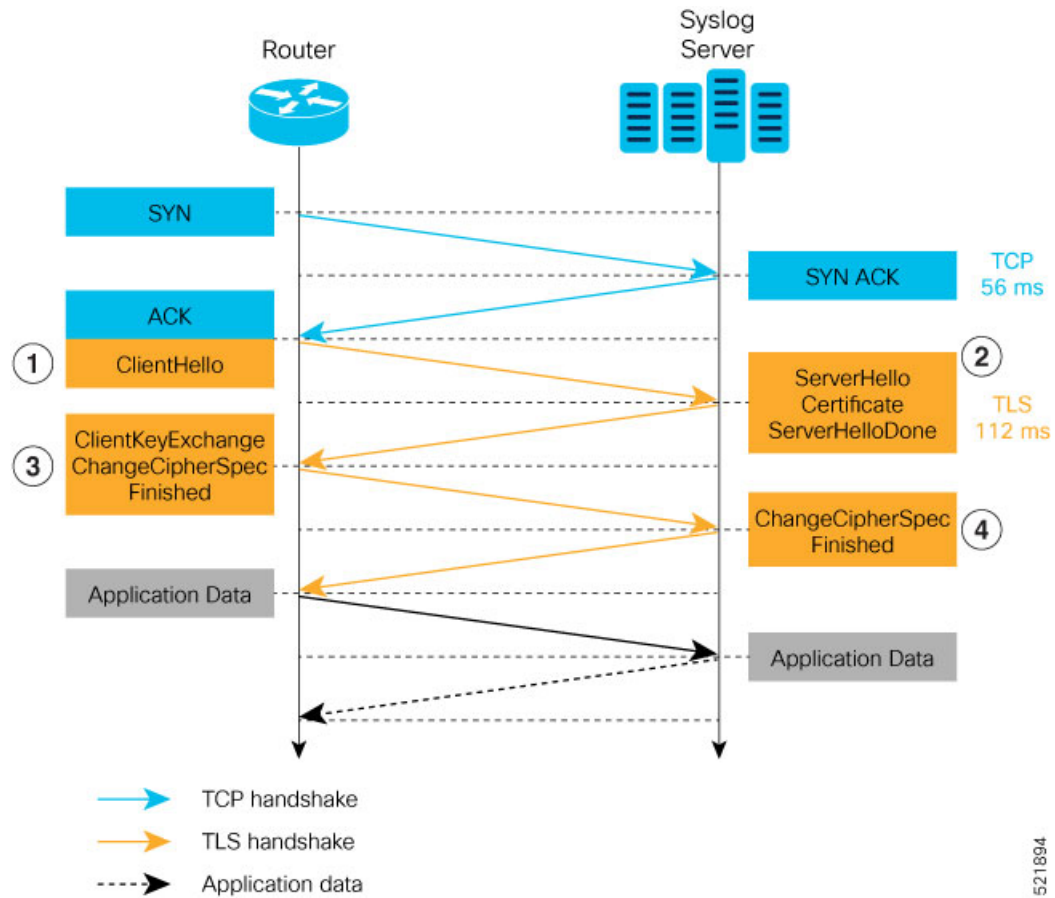 Router
Syslog
Server
SYN
SYN ACK
TCP
56 ms
ACK
1
ClientHello
2
ServerHello
Certificate
ServerHelloDone
TLS
112 ms
3
ClientKeyExchange
ChangeCipherSpec
Finished
ChangeCipherSpec
Finished
4
Application Data
Application Data
TCP handshake
TLS handshake
Application data
521894